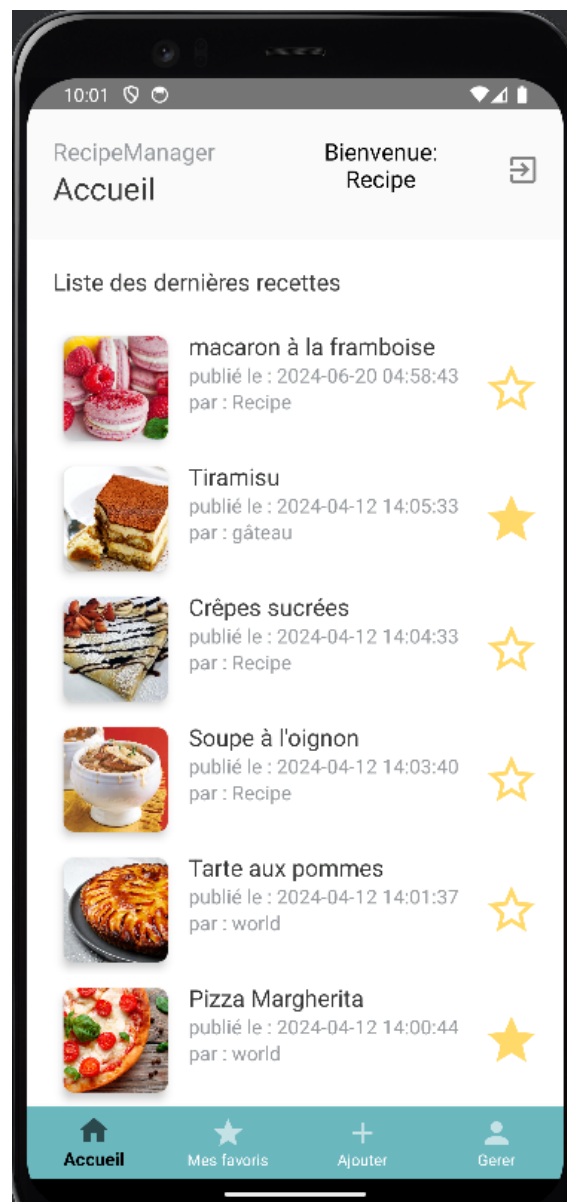 10:01
RecipeManager
Accueil
Bienvenue:
Recipe
Liste des dernières recettes
macaron à la framboise
publié le : 2024-06-20 04:58:43
par : Recipe
Tiramisu
publié le : 2024-04-12 14:05:33
par : gâteau
Crêpes sucrées
publié le : 2024-04-12 14:04:33
par : Recipe
Soupe à l'oignon
publié le : 2024-04-12 14:03:40
par : Recipe
Tarte aux pommes
publié le : 2024-04-12 14:01:37
par : world
Pizza Margherita
publié le : 2024-04-12 14:00:44
par : world
Accueil
Mes favoris
Ajouter
Gerer